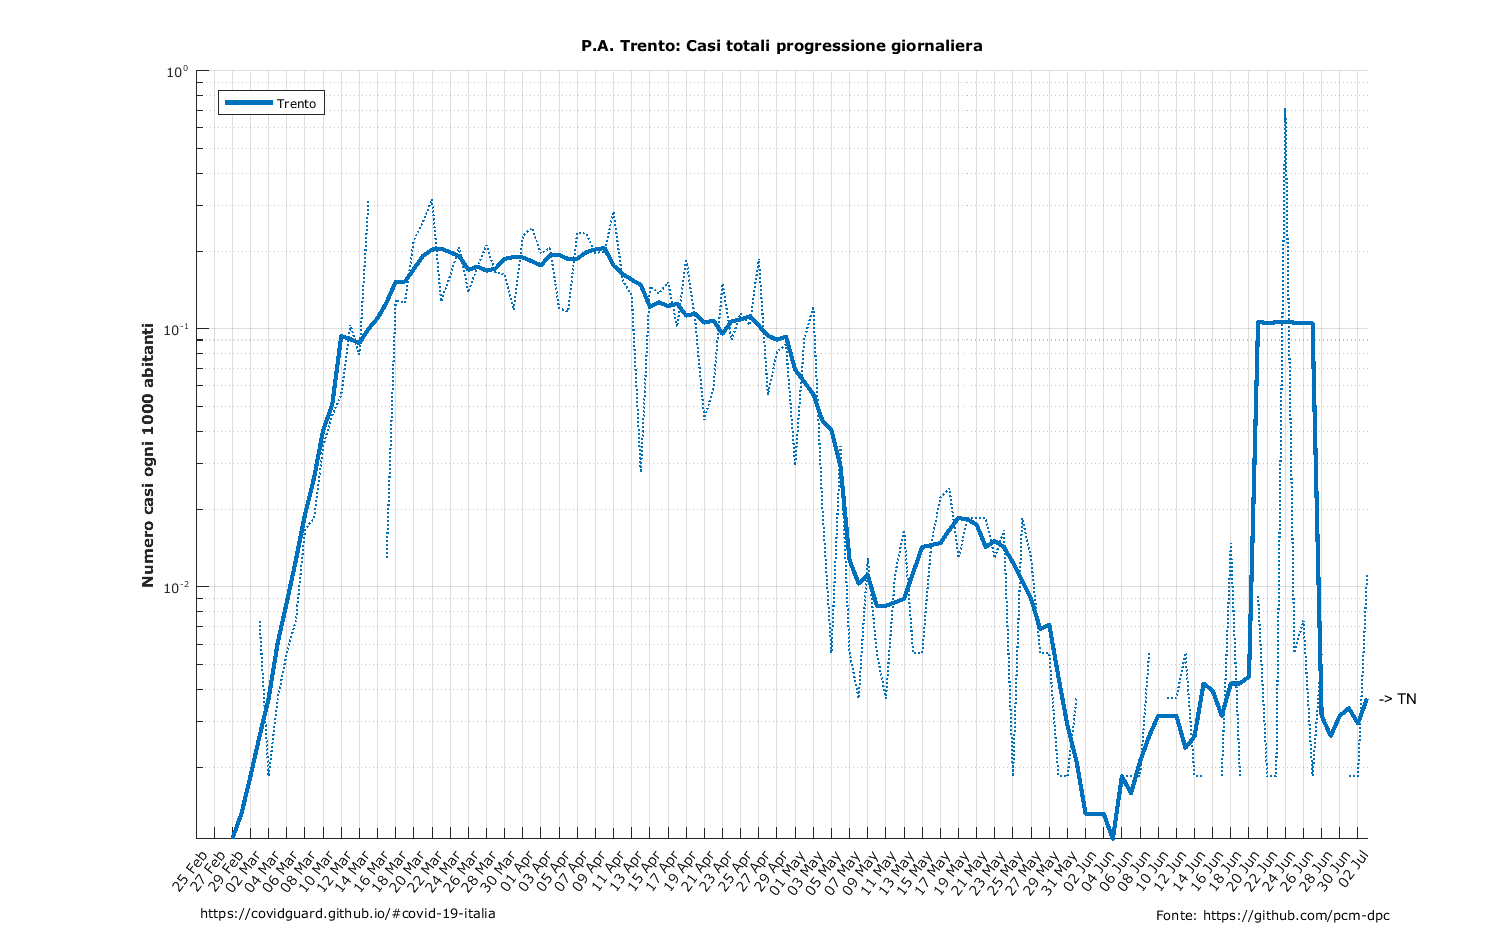 P.A. Trento: Casi totali progressione giornaliera
10⁰
Trento
10⁻¹
10⁻²
Numero casi ogni 1000 abitanti
-> TN
25 Feb
27 Feb
29 Feb
02 Mar
04 Mar
06 Mar
08 Mar
10 Mar
12 Mar
14 Mar
16 Mar
18 Mar
20 Mar
22 Mar
24 Mar
26 Mar
28 Mar
30 Mar
01 Apr
03 Apr
05 Apr
07 Apr
09 Apr
11 Apr
13 Apr
15 Apr
17 Apr
19 Apr
21 Apr
23 Apr
25 Apr
27 Apr
29 Apr
01 May
03 May
05 May
07 May
09 May
11 May
13 May
15 May
17 May
19 May
21 May
23 May
25 May
27 May
29 May
31 May
02 Jun
04 Jun
06 Jun
08 Jun
10 Jun
12 Jun
14 Jun
16 Jun
18 Jun
20 Jun
22 Jun
24 Jun
26 Jun
28 Jun
30 Jun
02 Jul
https://covidguard.github.io/#covid-19-italia
Fonte: https://github.com/pcm-dpc